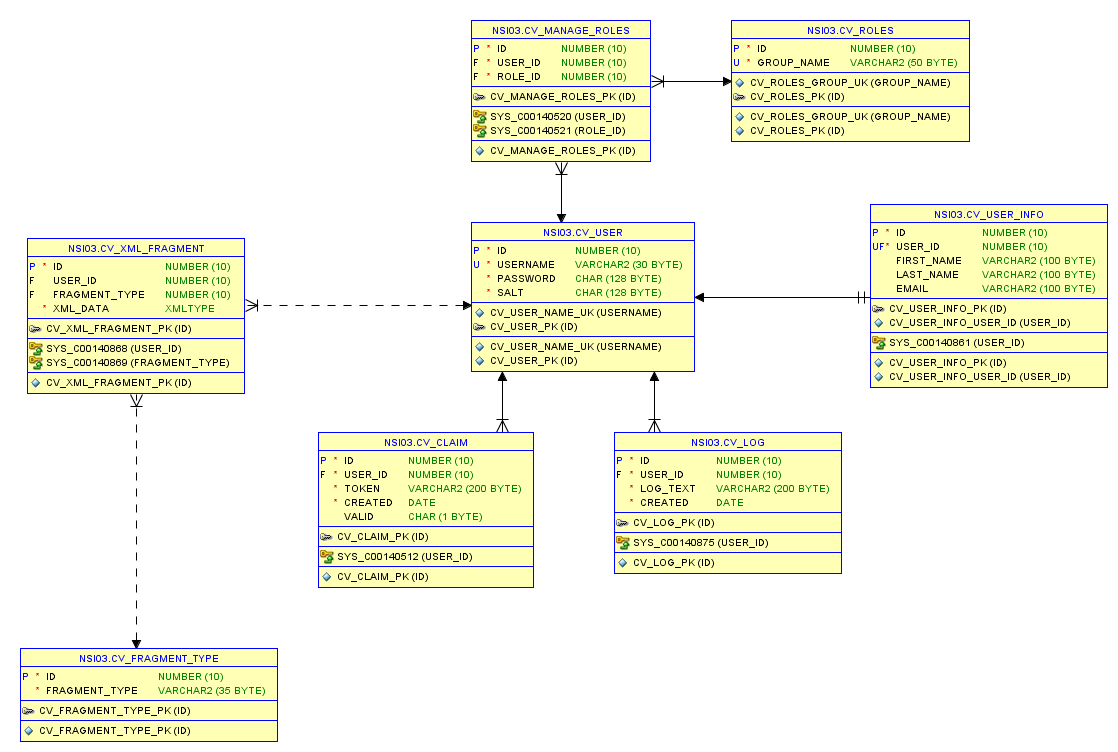 NSI03.CV_MANAGE_ROLES
P * ID NUMBER (10)
F * USER_ID NUMBER (10)
F * ROLE_ID NUMBER (10)
CV_MANAGE_ROLES_PK (ID)
SYS_C00140520 (USER_ID)
SYS_C00140521 (ROLE_ID)
CV_MANAGE_ROLES_PK (ID)
NSI03.CV_ROLES
P * ID NUMBER (10)
U * GROUP_NAME VARCHAR2 (50 BYTE)
CV_ROLES_GROUP_UK (GROUP_NAME)
CV_ROLES_PK (ID)
CV_ROLES_GROUP_UK (GROUP_NAME)
CV_ROLES_PK (ID)
NSI03.CV_XML_FRAGMENT
P * ID NUMBER (10)
F USER_ID NUMBER (10)
F FRAGMENT_TYPE NUMBER (10)
* XML_DATA XMLTYPE
CV_XML_FRAGMENT_PK (ID)
SYS_C00140868 (USER_ID)
SYS_C00140869 (FRAGMENT_TYPE)
CV_XML_FRAGMENT_PK (ID)
NSI03.CV_USER
P * ID NUMBER (10)
U * USERNAME VARCHAR2 (30 BYTE)
* PASSWORD CHAR (128 BYTE)
* SALT CHAR (128 BYTE)
CV_USER_NAME_UK (USERNAME)
CV_USER_PK (ID)
CV_USER_NAME_UK (USERNAME)
CV_USER_PK (ID)
NSI03.CV_USER_INFO
P * ID NUMBER (10)
UF* USER_ID NUMBER (10)
FIRST_NAME VARCHAR2 (100 BYTE)
LAST_NAME VARCHAR2 (100 BYTE)
EMAIL VARCHAR2 (100 BYTE)
CV_USER_INFO_PK (ID)
CV_USER_INFO_USER_ID (USER_ID)
SYS_C00140861 (USER_ID)
CV_USER_INFO_PK (ID)
CV_USER_INFO_USER_ID (USER_ID)
NSI03.CV_CLAIM
P * ID NUMBER (10)
F * USER_ID NUMBER (10)
* TOKEN VARCHAR2 (200 BYTE)
* CREATED DATE
VALID CHAR (1 BYTE)
CV_CLAIM_PK (ID)
SYS_C00140512 (USER_ID)
CV_CLAIM_PK (ID)
NSI03.CV_LOG
P * ID NUMBER (10)
F * USER_ID NUMBER (10)
* LOG_TEXT VARCHAR2 (200 BYTE)
* CREATED DATE
CV_LOG_PK (ID)
SYS_C00140875 (USER_ID)
CV_LOG_PK (ID)
NSI03.CV_FRAGMENT_TYPE
P * ID NUMBER (10)
* FRAGMENT_TYPE VARCHAR2 (35 BYTE)
CV_FRAGMENT_TYPE_PK (ID)
CV_FRAGMENT_TYPE_PK (ID)